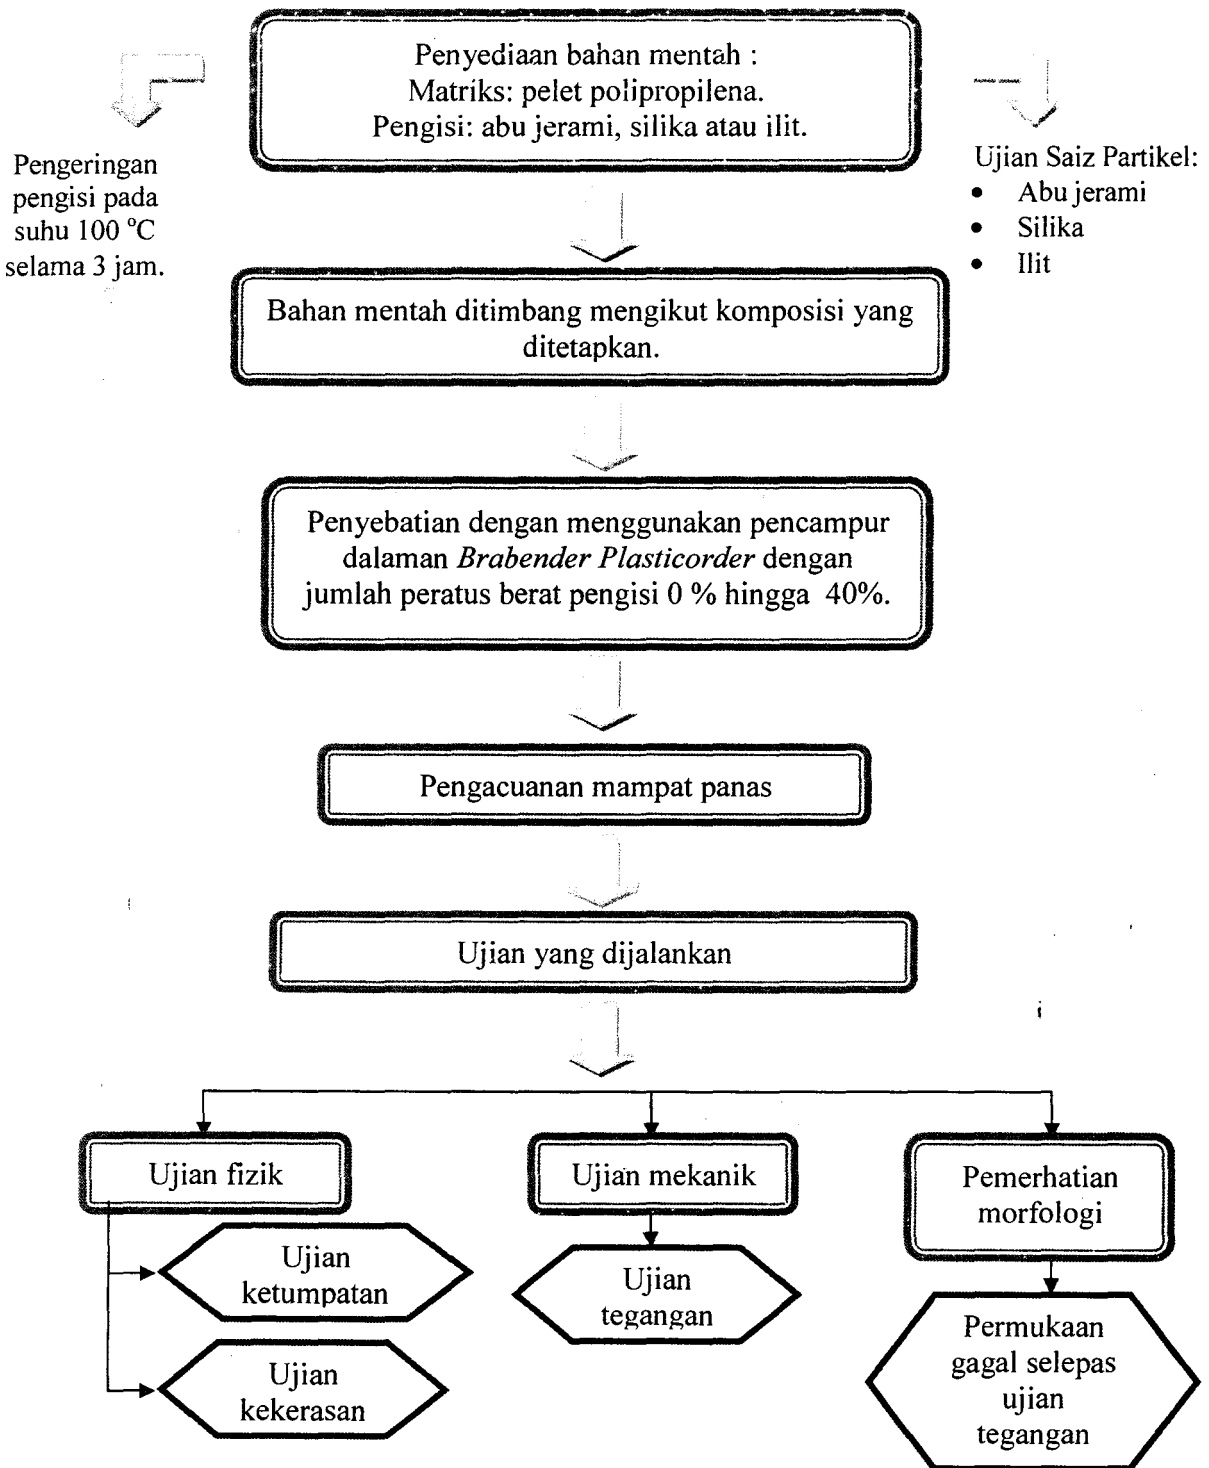 Penyediaan bahan mentah :
Matriks: pelet polipropilena.
Pengisi: abu jerami, silika atau ilit.
Pengeringan
pengisi pada
suhu 100 °C
selama 3 jam.
Ujian Saiz Partikel:
• Abu jerami
• Silika
• Ilit
Bahan mentah ditimbang mengikut komposisi yang
ditetapkan.
Penyebatian dengan menggunakan pencampur
dalaman Brabender Plasticorder dengan
jumlah peratus berat pengisi 0 % hingga 40%.
Pengacuanan mampat panas
Ujian yang dijalankan
Ujian fizik
Ujian ketumpatan
Ujian kekerasan
Ujian mekanik
Ujian
tegangan
Pemerhatian
morfologi
Permukaan
gagal selepas
ujian
tegangan